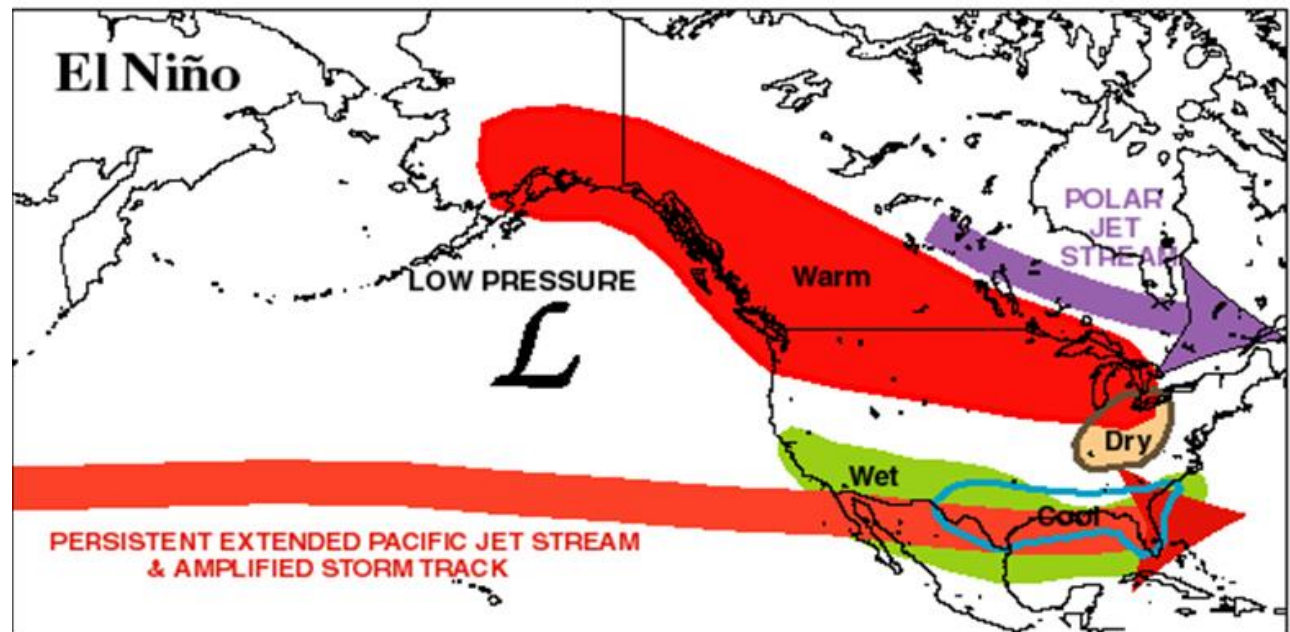 El Niño
POLAR
JET
STREAM
LOW PRESSURE
Warm
L
Dry
Wet
Cool
PERSISTENT EXTENDED PACIFIC JET STREAM
& AMPLIFIED STORM TRACK